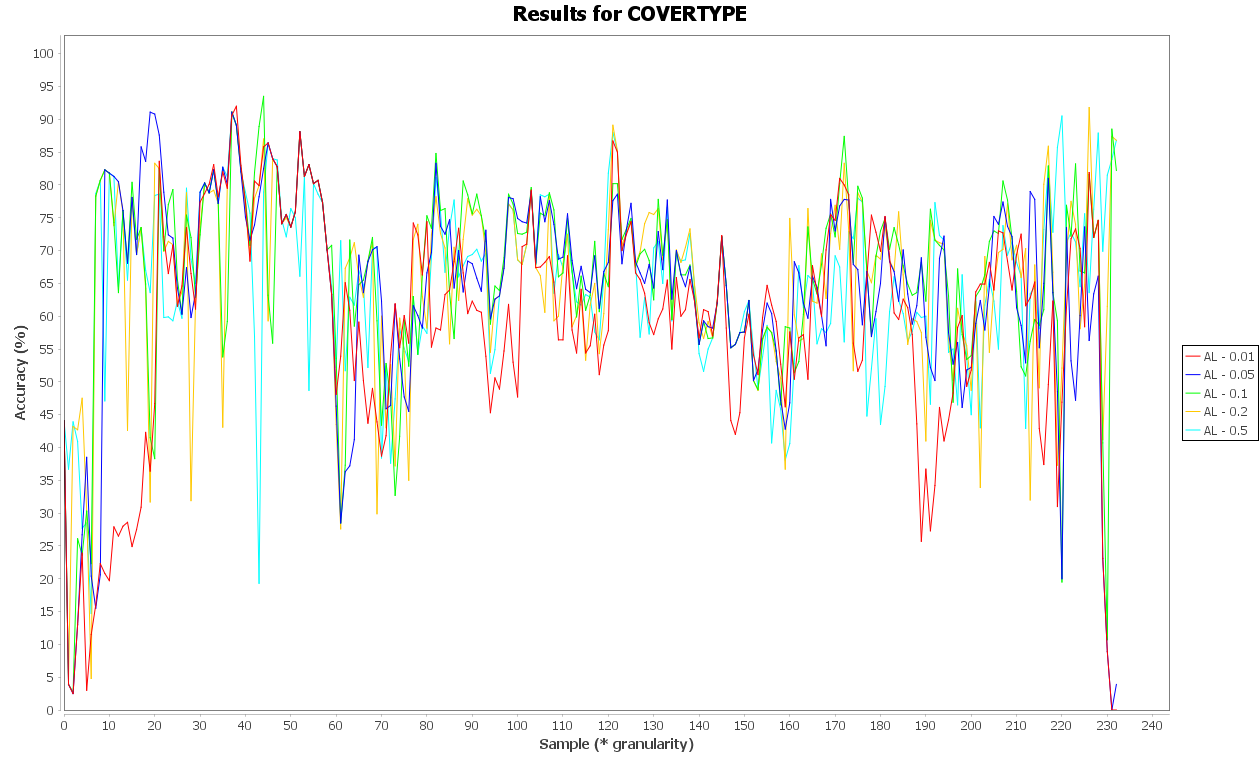 Results for COVERTYPE
Accuracy (%)
100
95
90
85
80
75
70
65
60
55
50
45
40
35
30
25
20
15
10
5
0
0 10 20 30 40 50 60 70 80 90 100 110 120 130 140 150 160 170 180 190 200 210 220 230 240
Sample (* granularity)
AL - 0.01
AL - 0.05
AL - 0.1
AL - 0.2
AL - 0.5